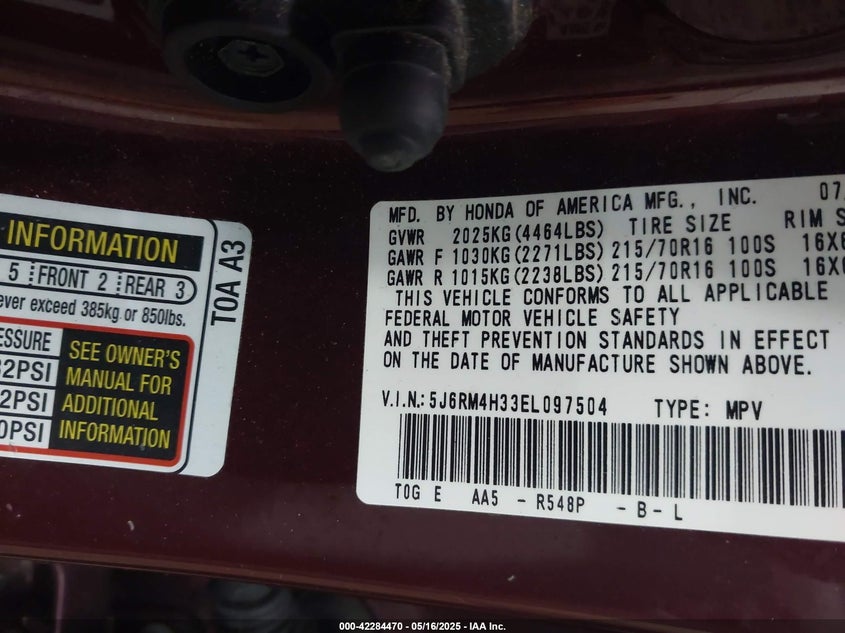 INFORMATION
5 FRONT 2 REAR 3
ever exceed 385kg or 850lbs.
ESSURE
32PSI
2PSI
0PSI
SEE OWNER'S
MANUAL FOR
ADDITIONAL
INFORMATION
T0A A3
MFD. BY HONDA OF AMERICA MFG., INC. 07
GVWR 2025KG(4464LBS) TIRE SIZE RIM S
GAWR F 1030KG(2271LBS) 215/70R16 100S 16X6
GAWR R 1015KG(2238LBS) 215/70R16 100S 16X6
THIS VEHICLE CONFORMS TO ALL APPLICABLE
FEDERAL MOTOR VEHICLE SAFETY
AND THEFT PREVENTION STANDARDS IN EFFECT
ON THE DATE OF MANUFACTURE SHOWN ABOVE.
V.I.N.: 5J6RM4H33EL097504 TYPE: MPV
T0G E AA5 - R548P - B - L
000-42284470 - 05/16/2025 - IAA Inc.